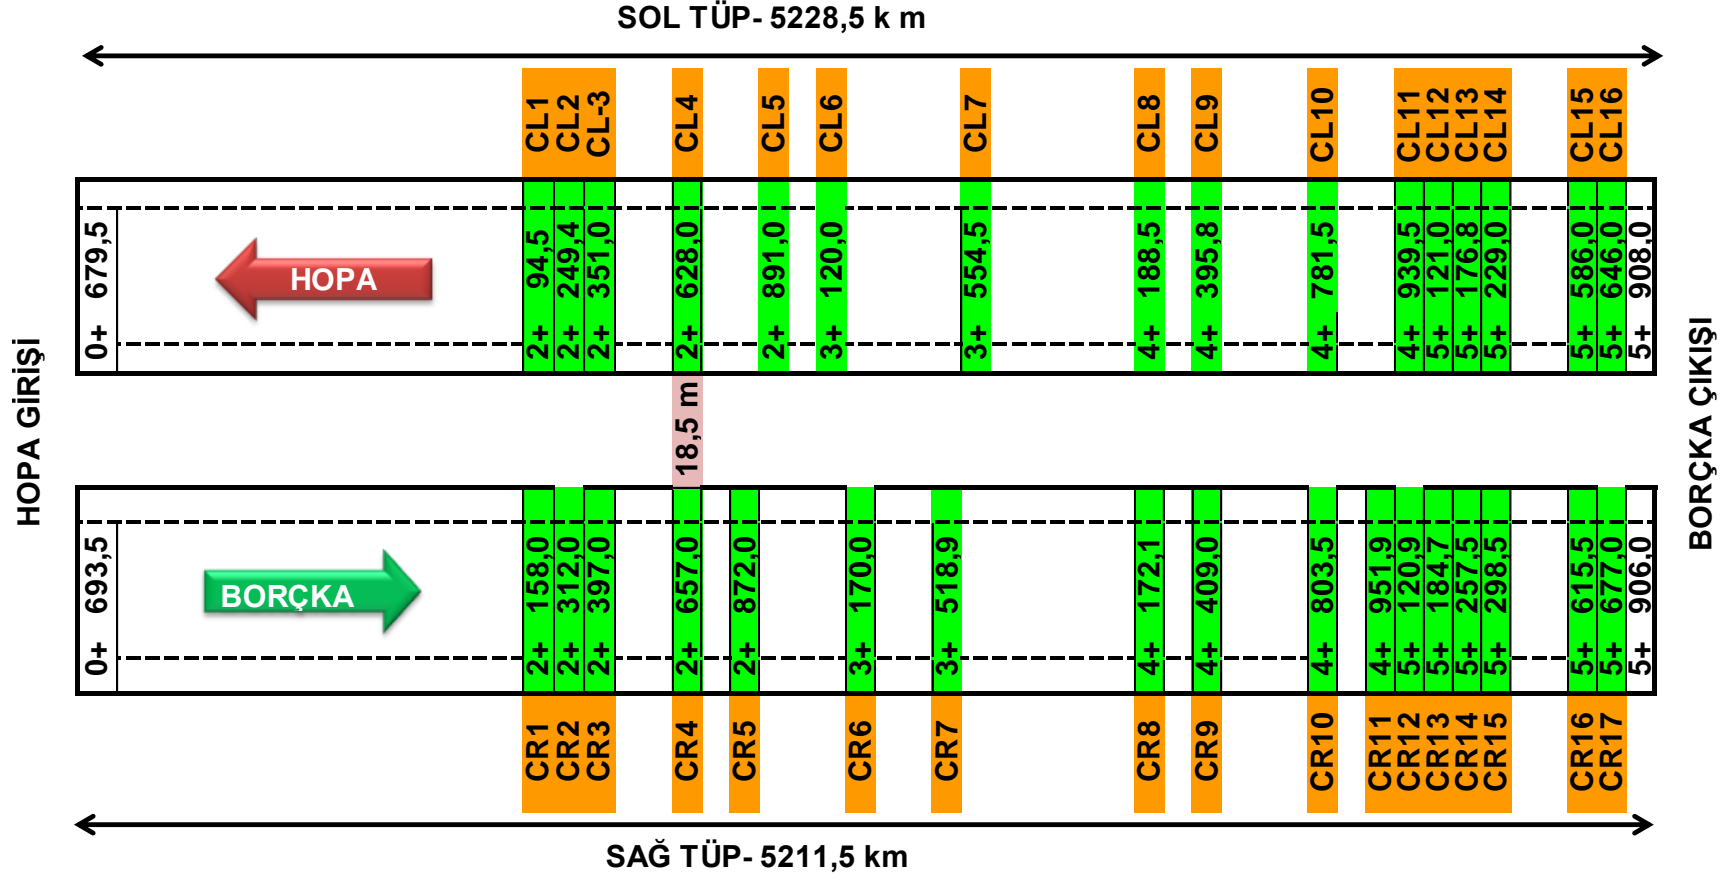 SOL TÜP- 5228,5 k m
CL1
CL2
CL-3
CL4
CL5
CL6
CL7
CL8
CL9
CL10
CL11
CL12
CL13
CL14
CL15
CL16
0+ 679,5
HOPA
2+ 94,5
2+ 249,4
2+ 351,0
2+ 628,0
2+ 891,0
3+ 120,0
3+ 554,5
4+ 188,5
4+ 395,8
4+ 781,5
4+ 939,5
5+ 121,0
5+ 176,8
5+ 229,0
5+ 586,0
5+ 646,0
5+ 908,0
HOPA GİRİŞİ
18,5 m
BORÇKA ÇIKIŞI
0+ 693,5
BORÇKA
2+ 158,0
2+ 312,0
2+ 397,0
2+ 657,0
2+ 872,0
3+ 170,0
3+ 518,9
4+ 172,1
4+ 409,0
4+ 803,5
4+ 951,9
5+ 120,9
5+ 184,7
5+ 257,5
5+ 298,5
5+ 615,5
5+ 677,0
5+ 906,0
CR1
CR2
CR3
CR4
CR5
CR6
CR7
CR8
CR9
CR10
CR11
CR12
CR13
CR14
CR15
CR16
CR17
SAĞ TÜP- 5211,5 km